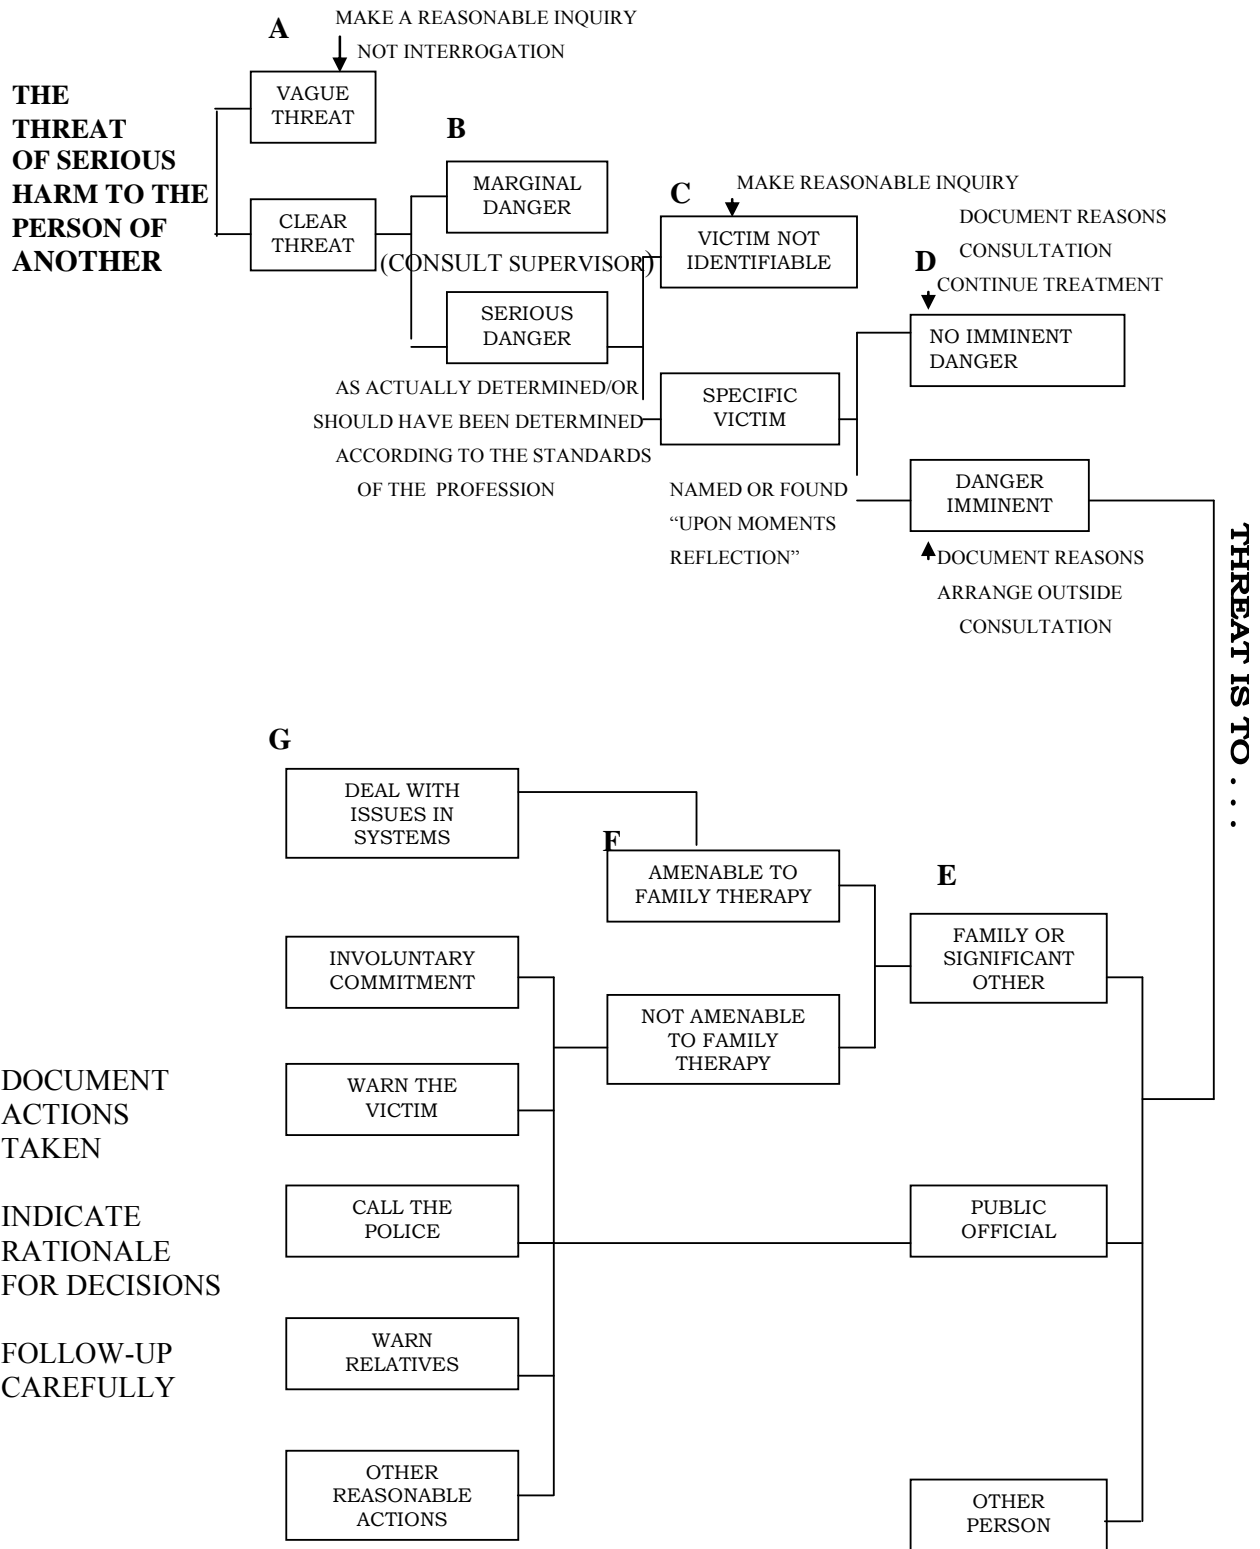 A
MAKE A REASONABLE INQUIRY
NOT INTERROGATION
THE
THREAT
OF SERIOUS
HARM TO THE
PERSON OF
ANOTHER
VAGUE
THREAT
CLEAR
THREAT
B
MARGINAL
DANGER
(CONSULT SUPERVISOR)
SERIOUS
DANGER
AS ACTUALLY DETERMINED/OR
SHOULD HAVE BEEN DETERMINED
ACCORDING TO THE STANDARDS
OF THE PROFESSION
C
MAKE REASONABLE INQUIRY
VICTIM NOT
IDENTIFIABLE
SPECIFIC
VICTIM
NAMED OR FOUND
“UPON MOMENTS
REFLECTION”
DOCUMENT REASONS
CONSULTATION
D
CONTINUE TREATMENT
NO IMMINENT
DANGER
DANGER
IMMINENT
DOCUMENT REASONS
ARRANGE OUTSIDE
CONSULTATION
THREAT IS TO . . .
G
DEAL WITH
ISSUES IN
SYSTEMS
F
AMENABLE TO
FAMILY THERAPY
E
FAMILY OR
SIGNIFICANT
OTHER
INVOLUNTARY
COMMITMENT
NOT AMENABLE
TO FAMILY
THERAPY
DOCUMENT
ACTIONS
TAKEN
WARN THE
VICTIM
INDICATE
RATIONALE
FOR DECISIONS
CALL THE
POLICE
PUBLIC
OFFICIAL
FOLLOW-UP
CAREFULLY
WARN
RELATIVES
OTHER
REASONABLE
ACTIONS
OTHER
PERSON